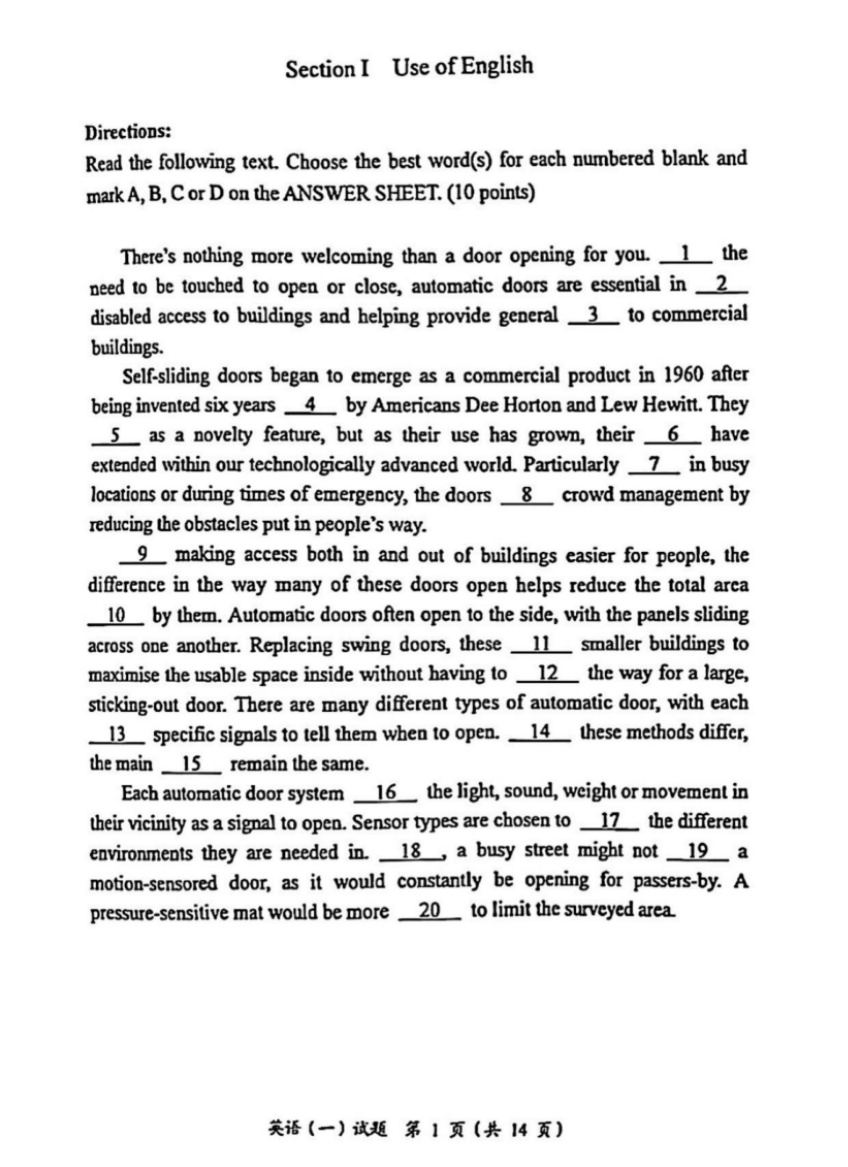 Section I Use of English
Directions:
Read the following text. Choose the best word(s) for each numbered blank and
mark A, B, C or D on the ANSWER SHEET. (10 points)
There's nothing more welcoming than a door opening for you. 1 the
need to be touched to open or close, automatic doors are essential in 2
disabled access to buildings and helping provide general 3 to commercial
buildings.
Self-sliding doors began to emerge as a commercial product in 1960 after
being invented six years 4 by Americans Dee Horton and Lew Hewitt. They
5 as a novelty feature, but as their use has grown, their 6 have
extended within our technologically advanced world. Particularly 7 in busy
locations or during times of emergency, the doors 8 crowd management by
reducing the obstacles put in people's way.
9 making access both in and out of buildings easier for people, the
difference in the way many of these doors open helps reduce the total area
10 by them. Automatic doors often open to the side, with the panels sliding
across one another. Replacing swing doors, these 11 smaller buildings to
maximise the usable space inside without having to 12 the way for a large,
sticking-out door. There are many different types of automatic door, with each
13 specific signals to tell them when to open. 14 these methods differ,
the main 15 remain the same.
Each automatic door system 16 the light, sound, weight or movement in
their vicinity as a signal to open. Sensor types are chosen to 17 the different
environments they are needed in. 18 , a busy street might not 19 a
motion-sensored door, as it would constantly be opening for passers-by. A
pressure-sensitive mat would be more 20 to limit the surveyed area.
英语（一）试题 第 1 页（共 14 页）